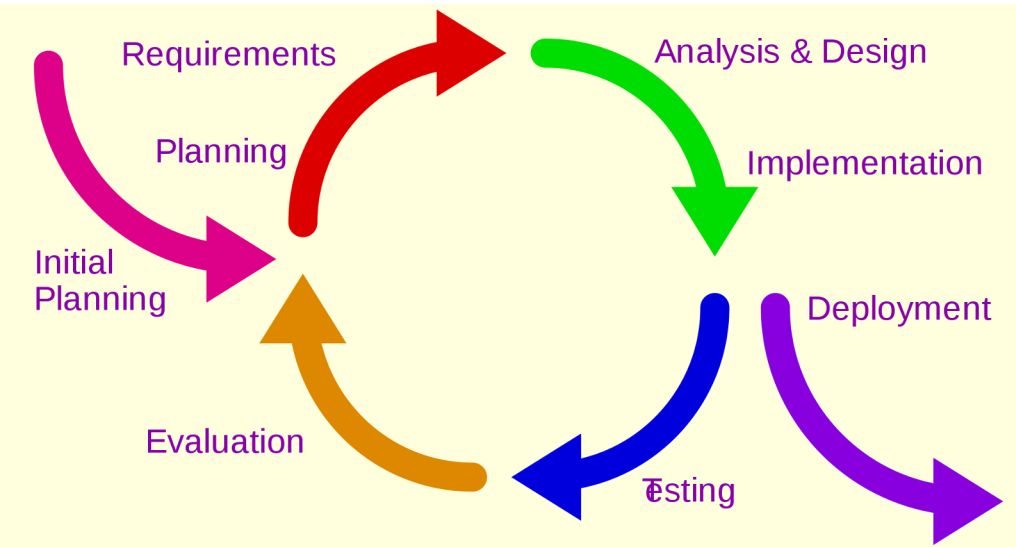 Requirements
Analysis & Design
Planning
Implementation
Initial
Planning
Deployment
Evaluation
Testing